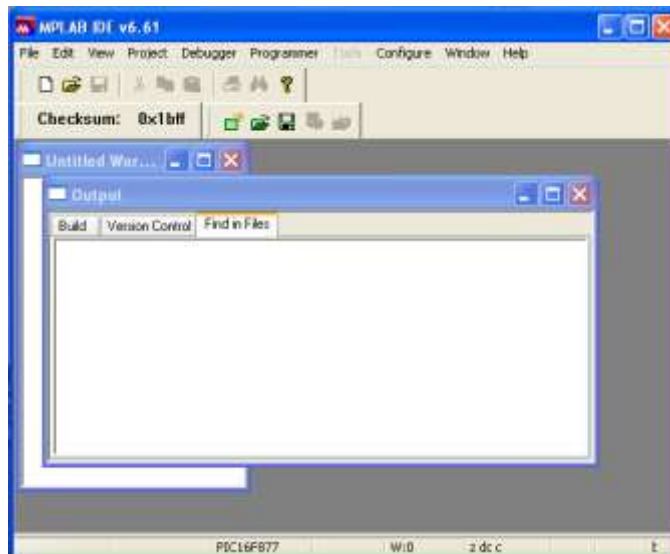 MPLAB IDE v6.61
File Edit View Project Debugger Programmer Tools Configure Window Help
Checksum: 0x1bff
Untitled Wor...
Output
Build Version Control Find in Files
PIC16F877 W:0 z dc c